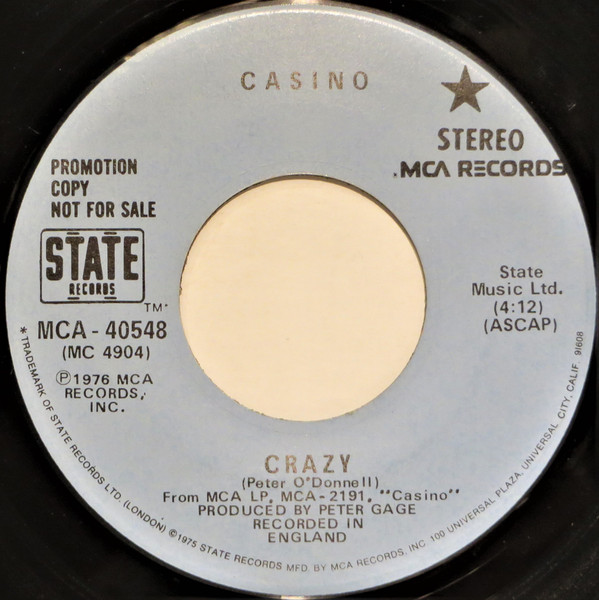 CASINO
STEREO
MCA RECORDS
PROMOTION
COPY
NOT FOR SALE
STATE
RECORDS
TM*
MCA - 40548
(MC 4904)
Ⓟ1976 MCA
RECORDS,
INC.
State
Music Ltd.
(4:12)
(ASCAP)
CRAZY
(Peter O'Donnell)
From MCA LP, MCA-2191, "Casino"
PRODUCED BY PETER GAGE
RECORDED IN
ENGLAND
* TRADEMARK OF STATE RECORDS LTD. (LONDON) ©1975 STATE RECORDS MFD. BY MCA RECORDS, INC 100 UNIVERSAL PLAZA, UNIVERSAL CITY, CALIF. 91608